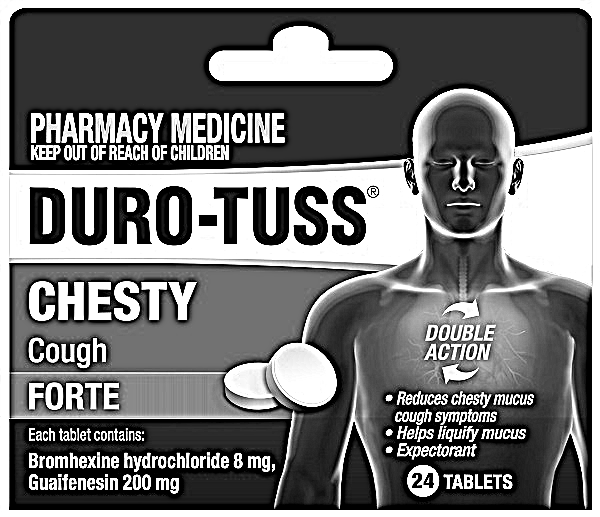 PHARMACY MEDICINE
KEEP OUT OF REACH OF CHILDREN
DURO-TUSS®
CHESTY
Cough
FORTE
Each tablet contains:
Bromhexine hydrochloride 8 mg,
Guaifenesin 200 mg
DOUBLE
ACTION
• Reduces chesty mucus
cough symptoms
• Helps liquify mucus
• Expectorant
24 TABLETS